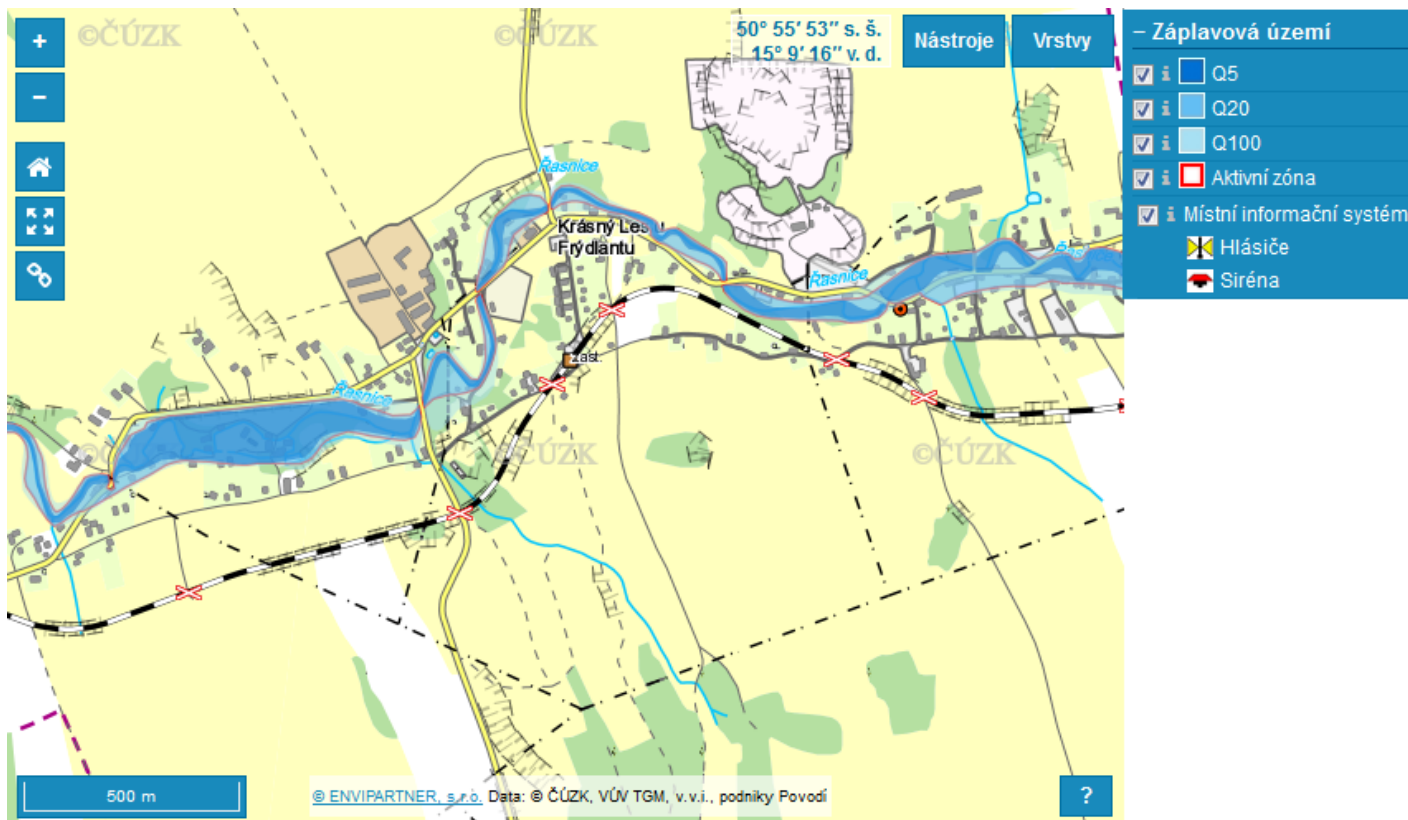 +
−
©ČÚZK
©ČÚZK
50° 55′ 53″ s. š.
15° 9′ 16″ v. d.
Nástroje
Vrstvy
− Záplavová území
i Q5
i Q20
i Q100
i Aktivní zóna
i Místní informační systém
Hlásiče
Siréna
Řasnice
Krásný Les u
Frýdlantu
Řasnice
zast.
Řasnice
©ČÚZK
©ČÚZK
©ČÚZK
500 m
© ENVIPARTNER, s.r.o. Data: © ČÚZK, VÚV TGM, v.v.i., podniky Povodí
?